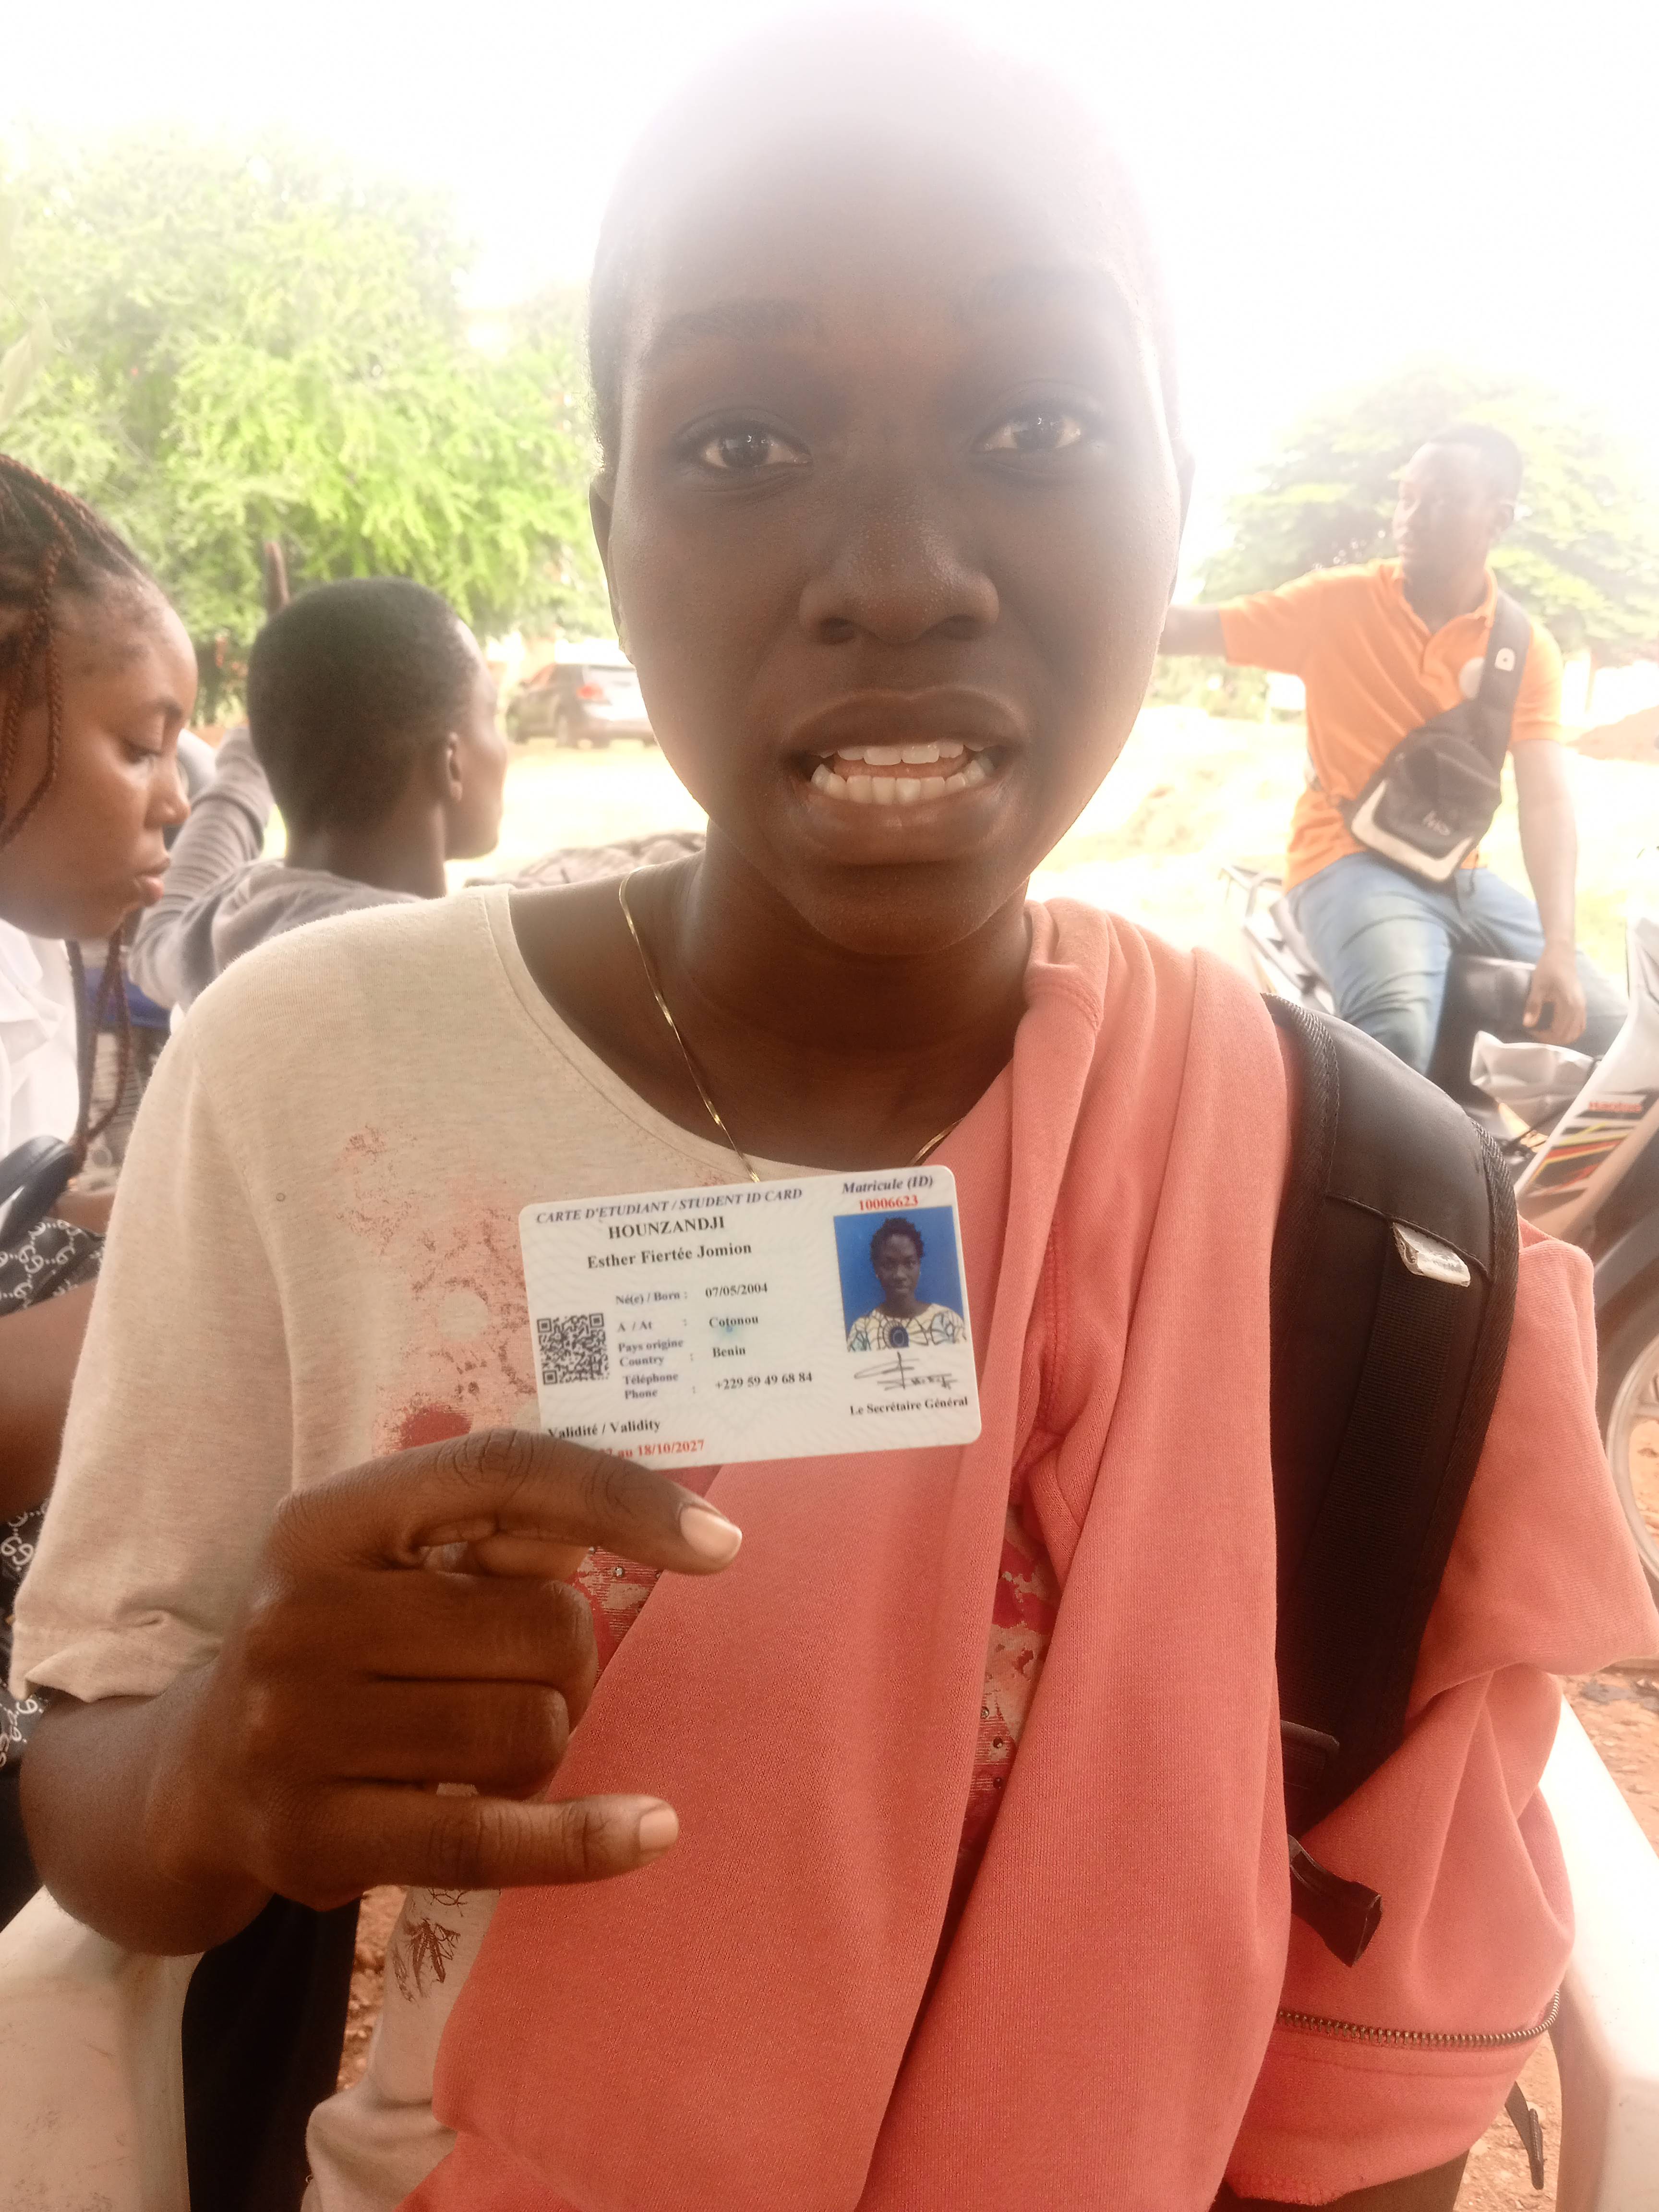 CARTE D'ETUDIANT / STUDENT ID CARD
Matricule (ID)
10006623
HOUNZANDJI
Esther Fiertée Jomion
Né(e) / Born : 07/05/2004
A / At : Cotonou
Pays origine
Country : Benin
Téléphone
Phone : +229 59 49 68 84
Le Secrétaire Général
Validité / Validity
au 18/10/2027